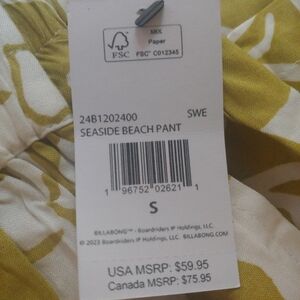 MIX
Paper
FSC
FSC® C012345
24B1202400 SWE
SEASIDE BEACH PANT
1 96752 02621 1
S
BILLABONG™ - Boardriders IP Holdings, LLC.
© 2023 Boardriders IP Holdings, LLC. BILLABONG.COM
USA MSRP: $59.95
Canada MSRP: $75.95